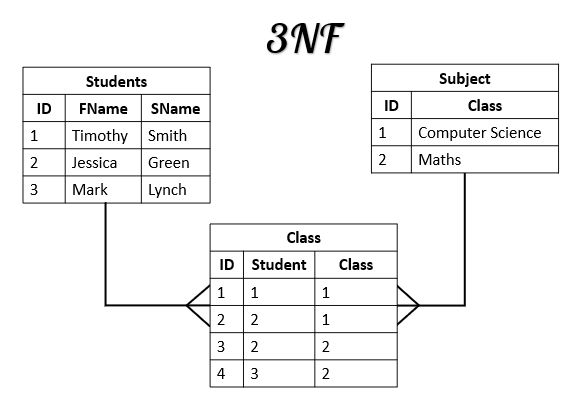 3NF
Students
ID FName SName
1 Timothy Smith
2 Jessica Green
3 Mark Lynch
Subject
ID Class
1 Computer Science
2 Maths
Class
ID Student Class
1 1 1
2 2 1
3 2 2
4 3 2